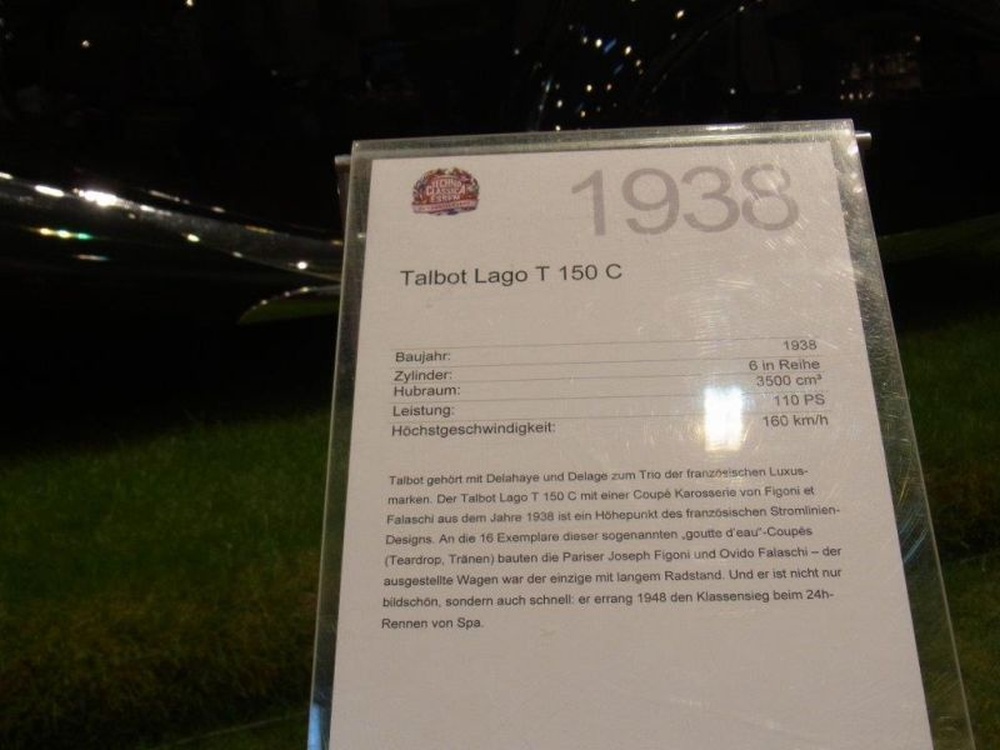 TECHNO
CLASSICA
ESSEN
1938
Talbot Lago T 150 C
Baujahr: 1938
Zylinder: 6 in Reihe
Hubraum: 3500 cm³
Leistung: 110 PS
Höchstgeschwindigkeit: 160 km/h
Talbot gehört mit Delahaye und Delage zum Trio der französischen Luxus-
marken. Der Talbot Lago T 150 C mit einer Coupé Karosserie von Figoni et
Falaschi aus dem Jahre 1938 ist ein Höhepunkt des französischen Stromlinien-
Designs. An die 16 Exemplare dieser sogenannten „goutte d'eau“-Coupés
(Teardrop, Tränen) bauten die Pariser Joseph Figoni und Ovido Falaschi – der
ausgestellte Wagen war der einzige mit langem Radstand. Und er ist nicht nur
bildschön, sondern auch schnell: er errang 1948 den Klassensieg beim 24h-
Rennen von Spa.